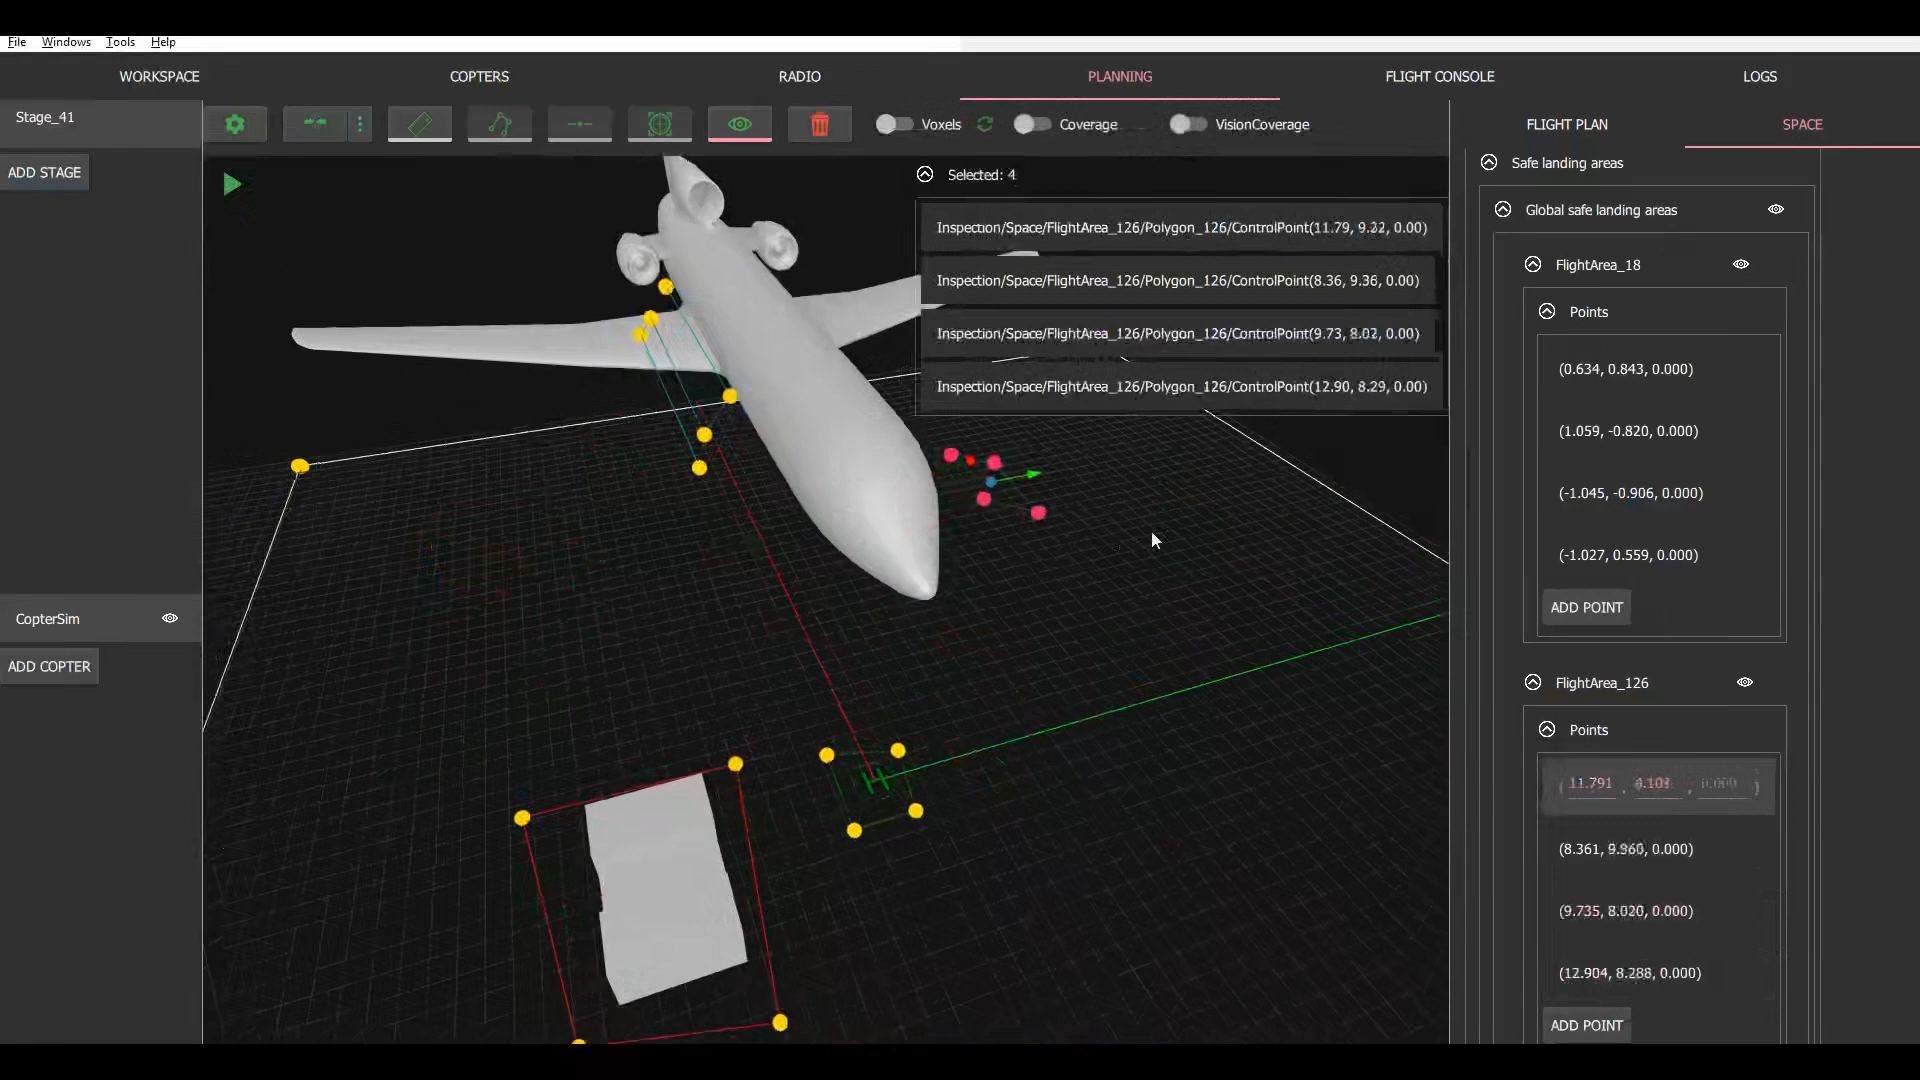 File Windows Tools Help
WORKSPACE COPTERS RADIO PLANNING FLIGHT CONSOLE LOGS
Stage_41
ADD STAGE
Voxels Coverage VisionCoverage
FLIGHT PLAN SPACE
Selected: 4
Inspection/Space/FlightArea_126/Polygon_126/ControlPoint(11.79, 9.22, 0.00)
Inspection/Space/FlightArea_126/Polygon_126/ControlPoint(8.36, 9.36, 0.00)
Inspection/Space/FlightArea_126/Polygon_126/ControlPoint(9.73, 8.02, 0.00)
Inspection/Space/FlightArea_126/Polygon_126/ControlPoint(12.90, 8.29, 0.00)
CopterSim
ADD COPTER
H
Safe landing areas
Global safe landing areas
FlightArea_18
Points
(0.634, 0.843, 0.000)
(1.059, -0.820, 0.000)
(-1.045, -0.906, 0.000)
(-1.027, 0.559, 0.000)
ADD POINT
FlightArea_126
Points
( 11.791 , , 0.000 )
(8.361, 0.000)
(9.735, 8.020, 0.000)
(12.904, 8.288, 0.000)
ADD POINT